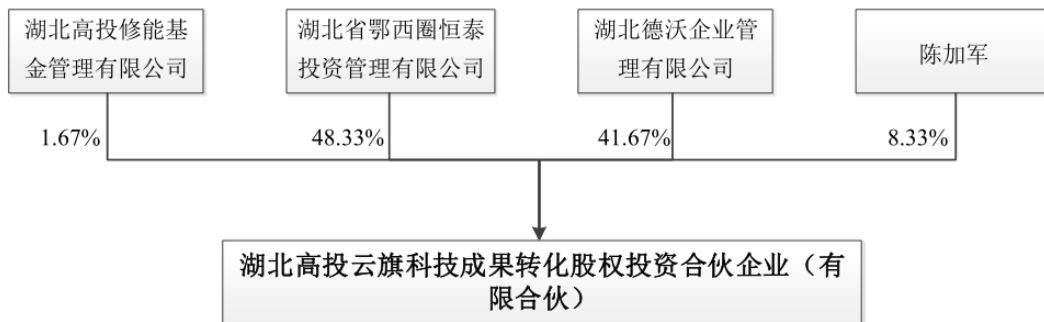 湖北高投修能基
金管理有限公司
湖北省鄂西圈恒泰
投资管理有限公司
湖北德沃企业管
理有限公司
陈加军
1.67%
48.33%
41.67%
8.33%
湖北高投云旗科技成果转化股权投资合伙企业（有
限合伙）